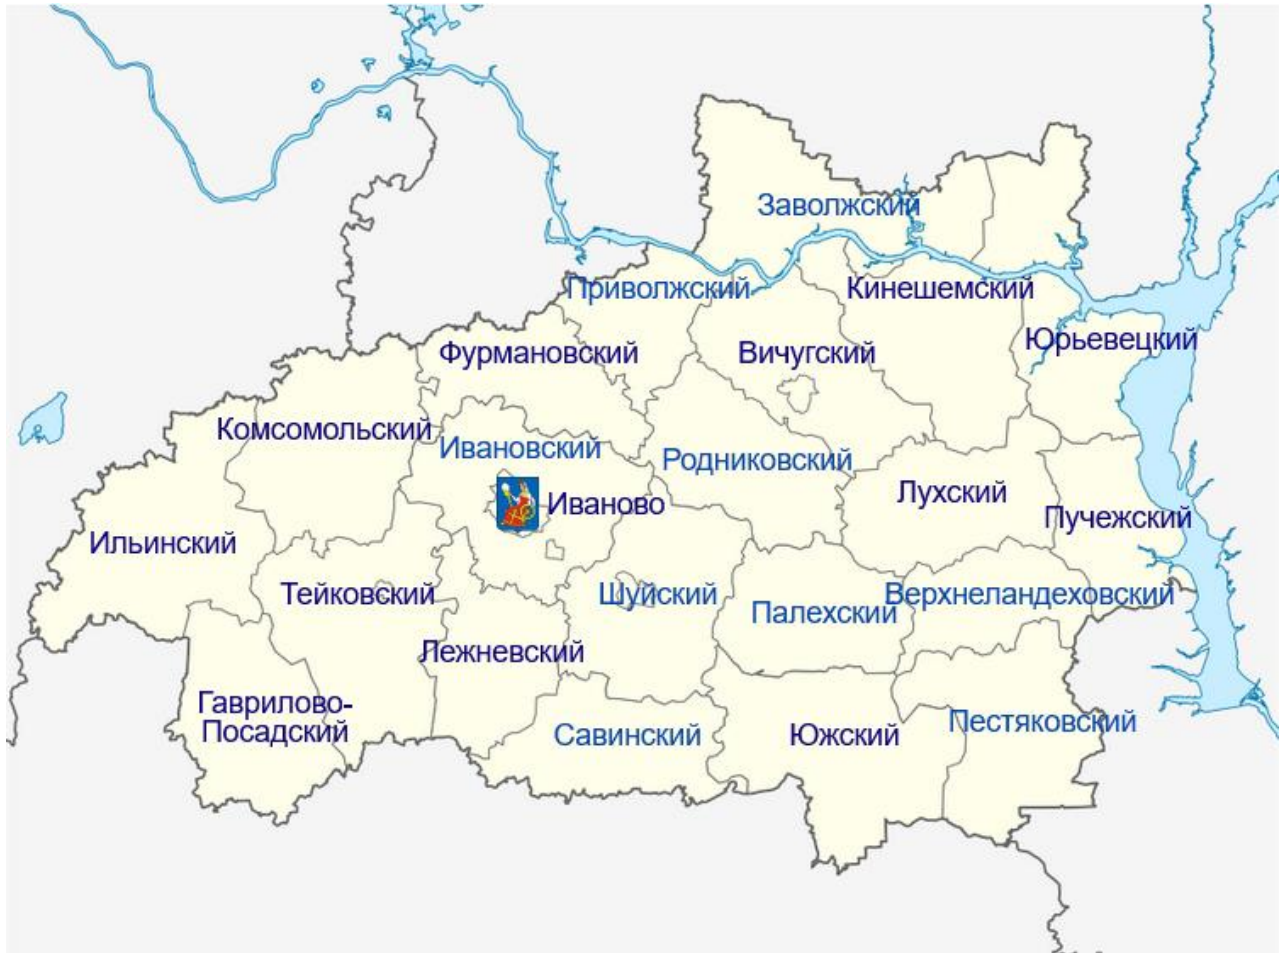 Заволжский
Приволжский
Кинешемский
Юрьевецкий
Фурмановский
Вичугский
Комсомольский
Ивановский
Родниковский
Лухский
Иваново
Пучежский
Ильинский
Тейковский
Шуйский
Палехский
Верхнеландеховский
Лежневский
Гаврилово-
Посадский
Савинский
Южский
Пестяковский